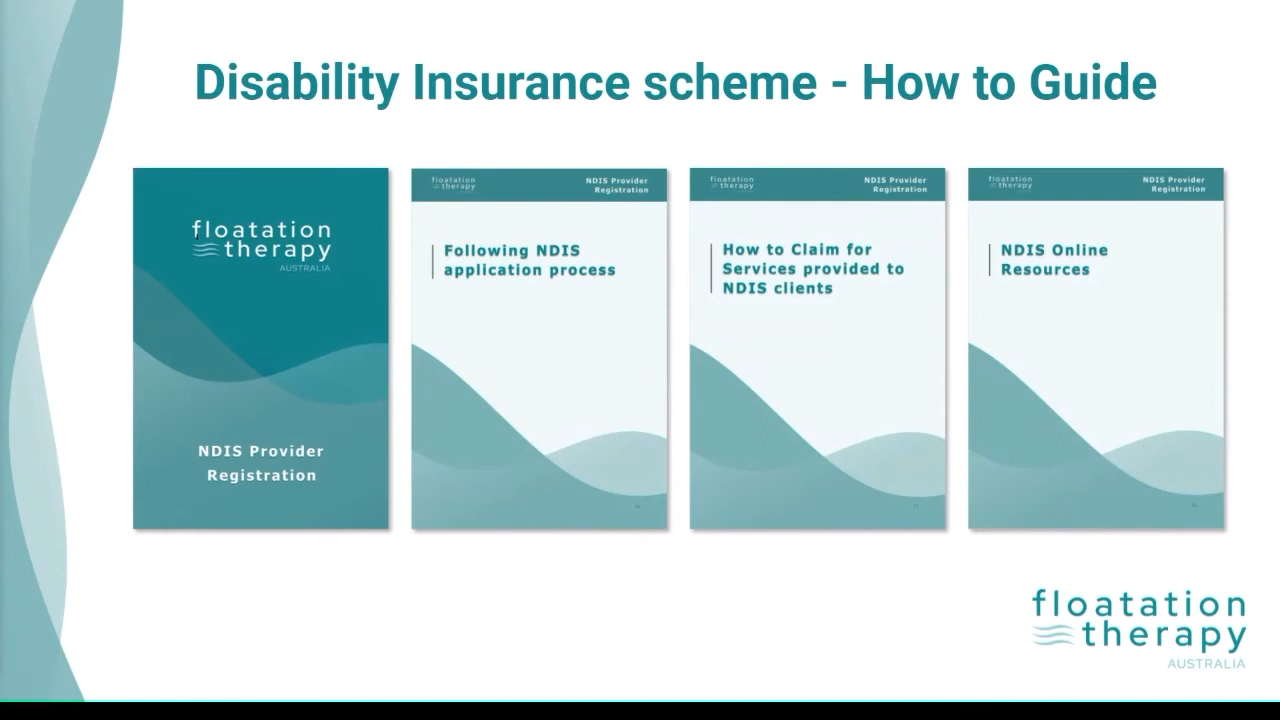 Disability Insurance scheme - How to Guide
floatation
therapy
AUSTRALIA
NDIS Provider
Registration
floatation
therapy
NDIS Provider
Registration
Following NDIS
application process
floatation
therapy
NDIS Provider
Registration
How to Claim for
Services provided to
NDIS clients
floatation
therapy
NDIS Provider
Registration
NDIS Online
Resources
floatation
therapy
AUSTRALIA